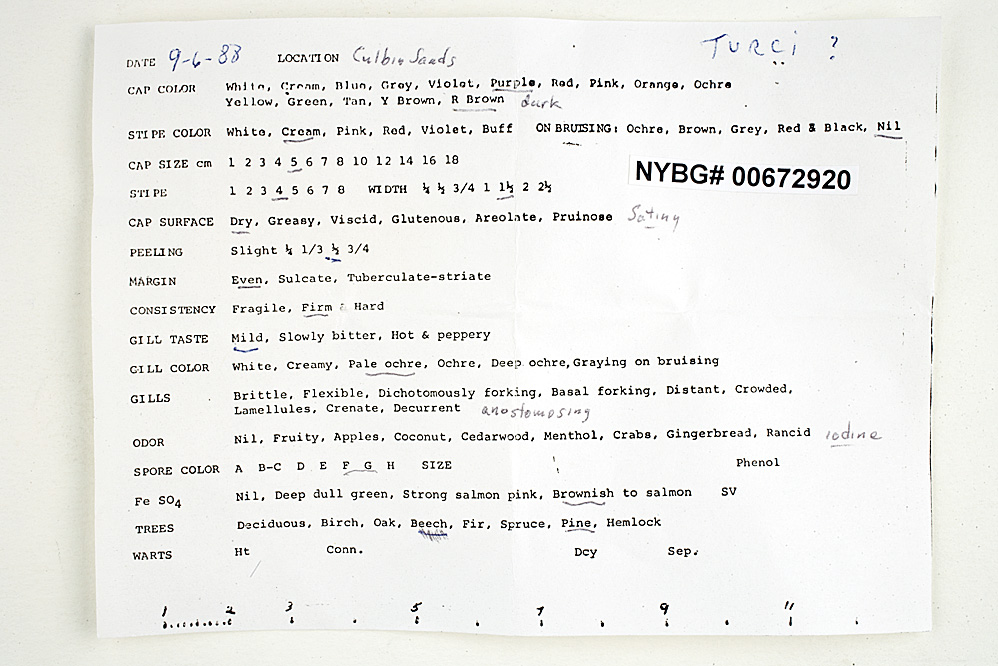 TURCi ?
DATE 9-6-88 LOCATION Culbin Sands
CAP COLOR White, Cream, Blue, Grey, Violet, Purple, Red, Pink, Orange, Ochre
Yellow, Green, Tan, Y Brown, R Brown dark
STIPE COLOR White, Cream, Pink, Red, Violet, Buff ON BRUISING: Ochre, Brown, Grey, Red & Black, Nil
CAP SIZE cm 1 2 3 4 5 6 7 8 10 12 14 16 18
NYBG# 00672920
STIPE 1 2 3 4 5 6 7 8 WIDTH ¼ ½ 3/4 1 1½ 2 2½
CAP SURFACE Dry, Greasy, Viscid, Glutenous, Areolate, Pruinose Satiny
PEELING Slight ¼ 1/3 ½ 3/4
MARGIN Even, Sulcate, Tuberculate-striate
CONSISTENCY Fragile, Firm & Hard
GILL TASTE Mild, Slowly bitter, Hot & peppery
GILL COLOR White, Creamy, Pale ochre, Ochre, Deep ochre, Graying on bruising
GILLS Brittle, Flexible, Dichotomously forking, Basal forking, Distant, Crowded,
Lamellules, Crenate, Decurrent anostomosing
ODOR Nil, Fruity, Apples, Coconut, Cedarwood, Menthol, Crabs, Gingerbread, Rancid iodine
SPORE COLOR A B-C D E F G H SIZE Phenol
Fe SO4 Nil, Deep dull green, Strong salmon pink, Brownish to salmon SV
TREES Deciduous, Birch, Oak, Beech, Fir, Spruce, Pine, Hemlock
WARTS Ht Conn. Dcy Sep.
1 2 3 5 7 9 11